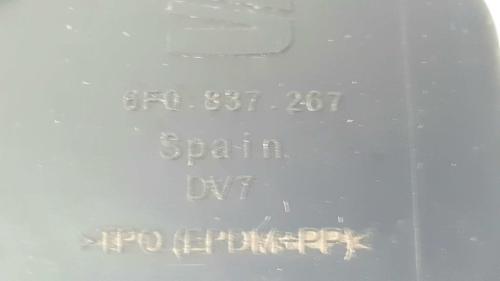 6F0.837.267
Spain
DV7
>TPO(EPDM+PP)<